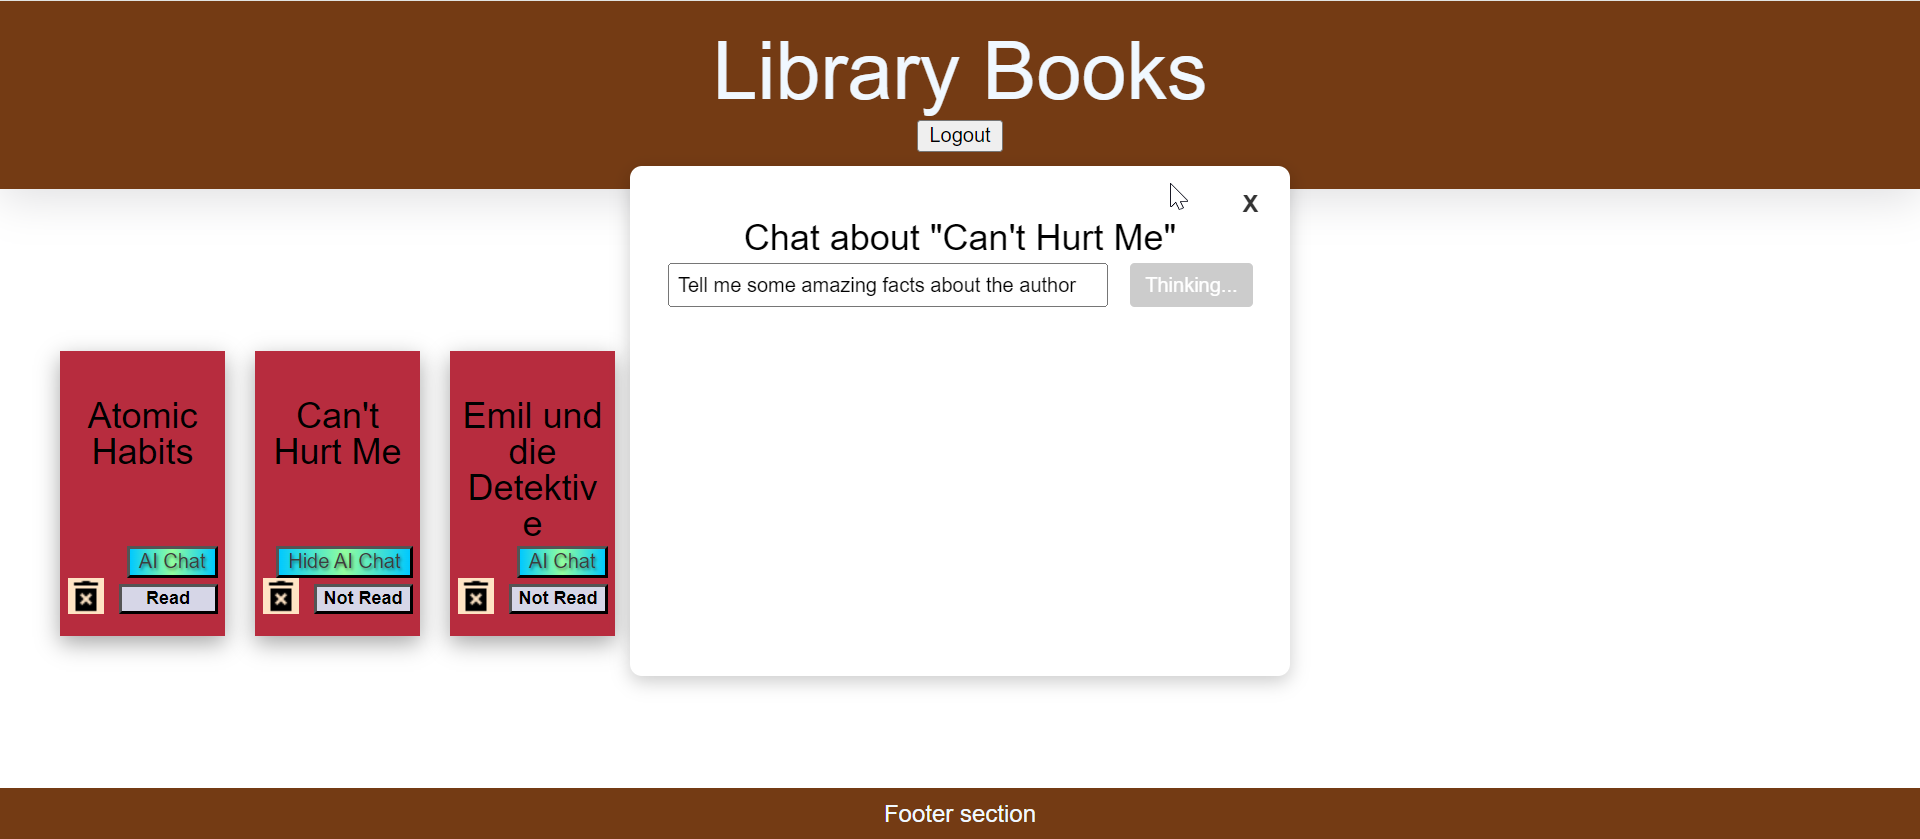 Library Books
Logout
X
Chat about "Can't Hurt Me"
Tell me some amazing facts about the author
Thinking...
Atomic
Habits
AI Chat
Read
Can't
Hurt Me
Hide AI Chat
Not Read
Emil und
die
Detektiv
e
AI Chat
Not Read
Footer section